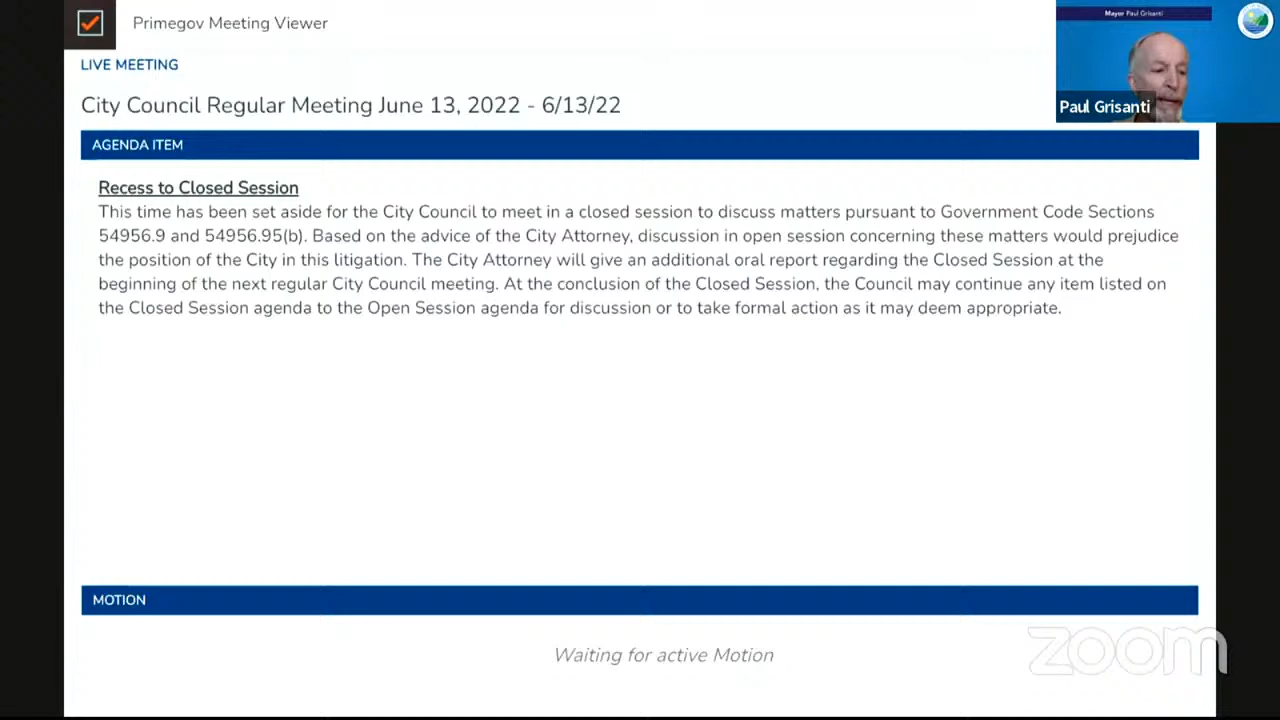 Primegov Meeting Viewer
Mayor Paul Grisanti
LIVE MEETING
City Council Regular Meeting June 13, 2022 - 6/13/22
Paul Grisanti
AGENDA ITEM
Recess to Closed Session
This time has been set aside for the City Council to meet in a closed session to discuss matters pursuant to Government Code Sections
54956.9 and 54956.95(b). Based on the advice of the City Attorney, discussion in open session concerning these matters would prejudice
the position of the City in this litigation. The City Attorney will give an additional oral report regarding the Closed Session at the
beginning of the next regular City Council meeting. At the conclusion of the Closed Session, the Council may continue any item listed on
the Closed Session agenda to the Open Session agenda for discussion or to take formal action as it may deem appropriate.
MOTION
Waiting for active Motion
zoom